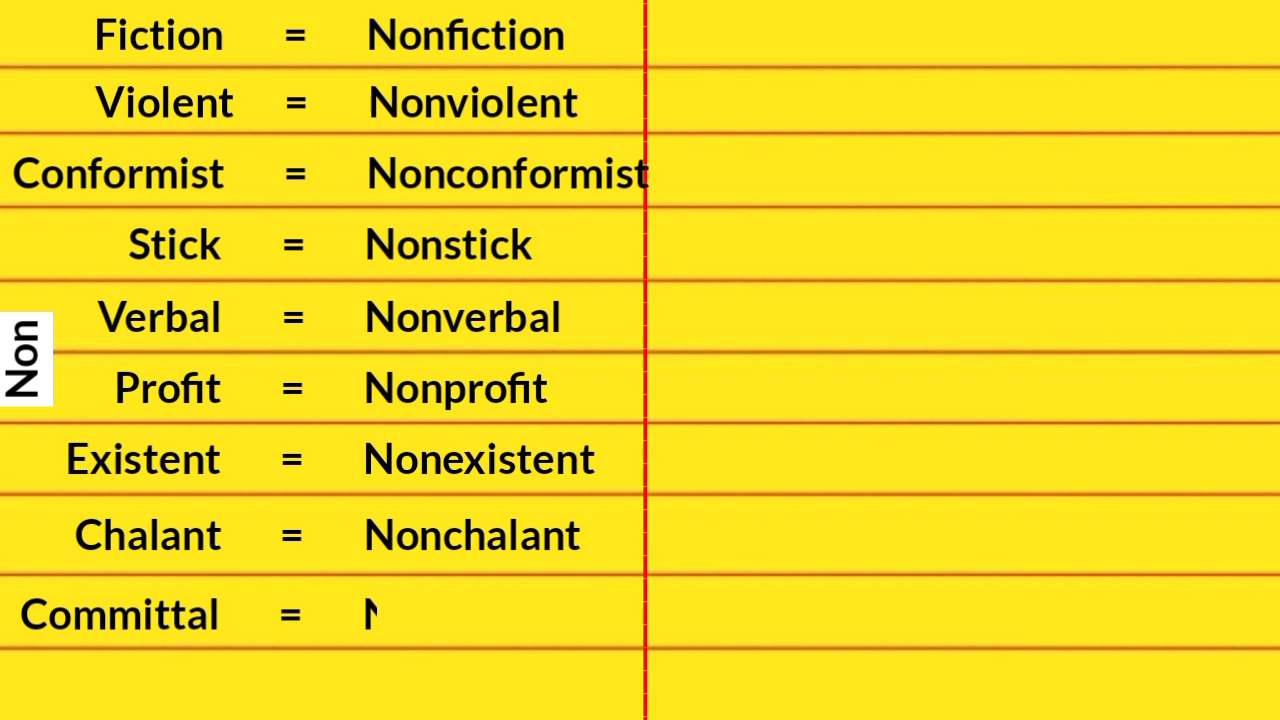 Fiction = Nonfiction
Violent = Nonviolent
Conformist = Nonconformist
Stick = Nonstick
Verbal = Nonverbal
Non
Profit = Nonprofit
Existent = Nonexistent
Chalant = Nonchalant
Committal =